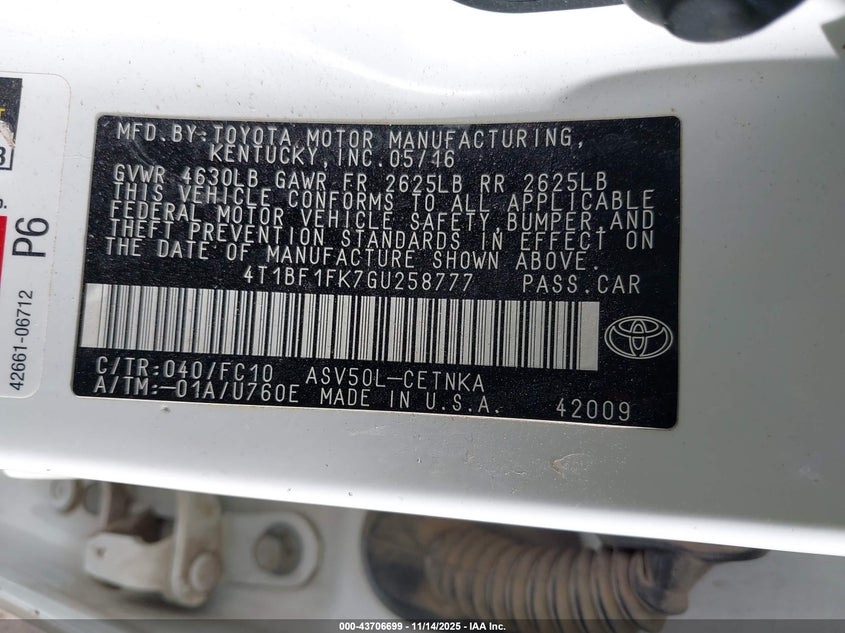 MFD. BY: TOYOTA MOTOR MANUFACTURING,
KENTUCKY, INC. 05/16
GVWR 4630LB GAWR FR 2625LB RR 2625LB
THIS VEHICLE CONFORMS TO ALL APPLICABLE
FEDERAL MOTOR VEHICLE SAFETY, BUMPER, AND
THEFT PREVENTION STANDARDS IN EFFECT ON
THE DATE OF MANUFACTURE SHOWN ABOVE.
4T1BF1FK7GU258777 PASS. CAR
C/TR: 040/FC10 ASV50L-CETNKA
A/TM: -01A/U760E MADE IN U.S.A. 42009
P6
42661-06712
000-43706699 - 11/14/2025 - IAA Inc.